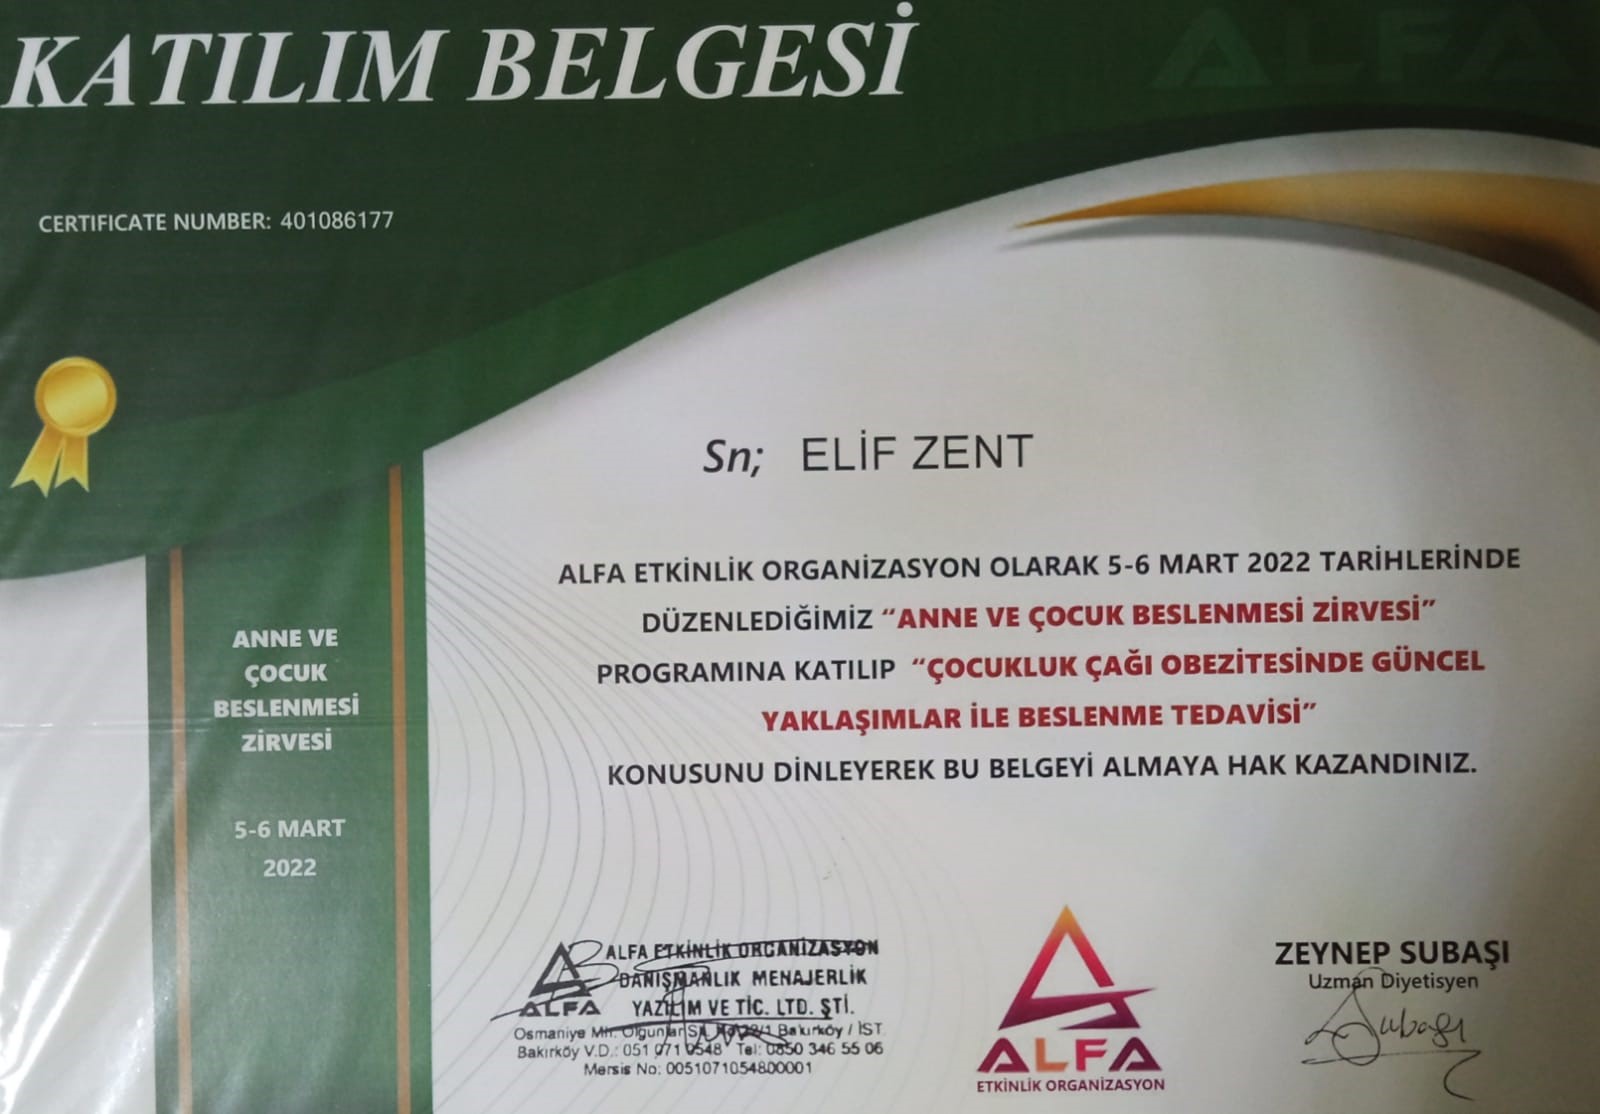 KATILIM BELGESİ
ALFA
CERTIFICATE NUMBER: 401086177
Sn; ELİF ZENT
ALFA ETKİNLİK ORGANİZASYON OLARAK 5-6 MART 2022 TARİHLERİNDE
DÜZENLEDİĞİMİZ “ANNE VE ÇOCUK BESLENMESİ ZİRVESİ”
PROGRAMINA KATILIP “ÇOCUKLUK ÇAĞI OBEZİTESİNDE GÜNCEL
YAKLAŞIMLAR İLE BESLENME TEDAVİSİ”
KONUSUNU DİNLEYEREK BU BELGEYİ ALMAYA HAK KAZANDINIZ.
ANNE VE
ÇOCUK
BESLENMESİ
ZİRVESİ
5-6 MART
2022
ALFA ETKİNLİK ORGANİZASYON
DANIŞMANLIK MENAJERLİK
ALFA YAZILIM VE TİC. LTD. ŞTİ.
Osmaniye Mh. Olgunlar Sk. Bakırköy / İST
Bakırköy V.D.: 051 071 0548 Tel: 0850 346 55 06
Mersis No: 0051071054800001
ALFA
ETKİNLİK ORGANİZASYON
ZEYNEP SUBAŞI
Uzman Diyetisyen
Subaşı